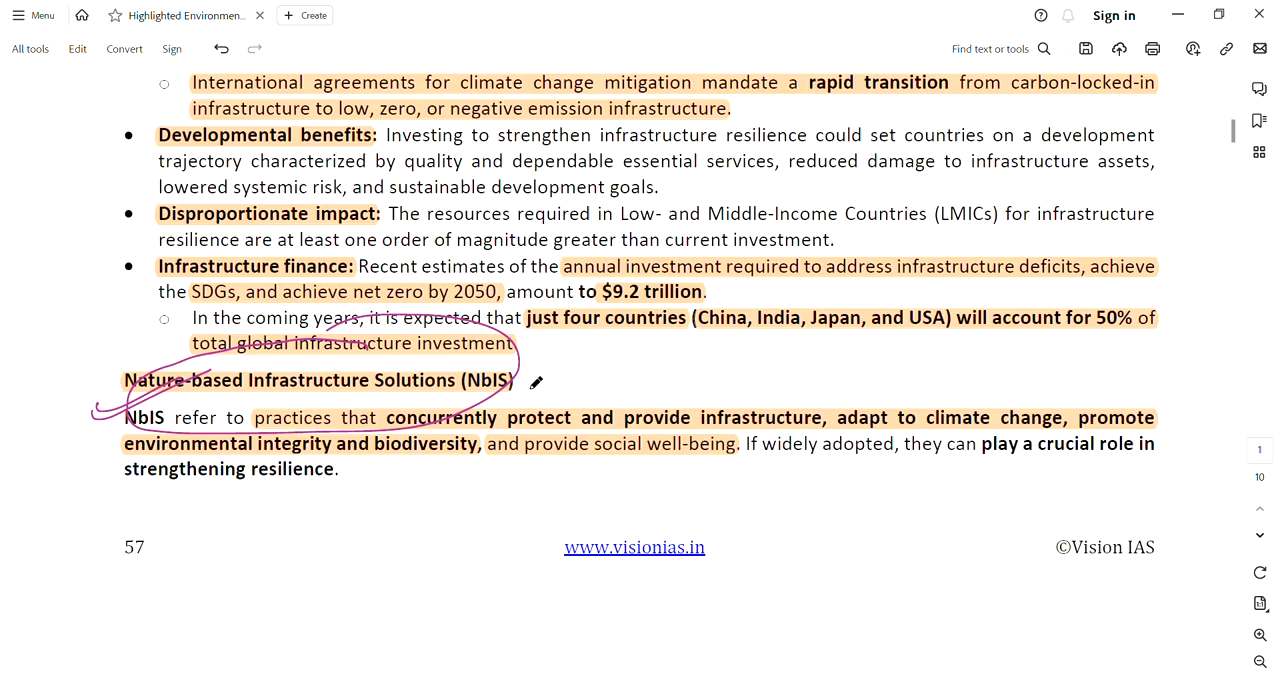 Menu
Highlighted Environmen...
Create
Sign in
All tools
Edit
Convert
Sign
Find text or tools
○ International agreements for climate change mitigation mandate a rapid transition from carbon-locked-in
infrastructure to low, zero, or negative emission infrastructure.
• Developmental benefits: Investing to strengthen infrastructure resilience could set countries on a development
trajectory characterized by quality and dependable essential services, reduced damage to infrastructure assets,
lowered systemic risk, and sustainable development goals.
• Disproportionate impact: The resources required in Low- and Middle-Income Countries (LMICs) for infrastructure
resilience are at least one order of magnitude greater than current investment.
• Infrastructure finance: Recent estimates of the annual investment required to address infrastructure deficits, achieve
the SDGs, and achieve net zero by 2050, amount to $9.2 trillion.
○ In the coming years, it is expected that just four countries (China, India, Japan, and USA) will account for 50% of
total global infrastructure investment
Nature-based Infrastructure Solutions (NbIS)
NbIS refer to practices that concurrently protect and provide infrastructure, adapt to climate change, promote
environmental integrity and biodiversity, and provide social well-being. If widely adopted, they can play a crucial role in
strengthening resilience.
57
www.visionias.in
©Vision IAS
1
10
1:1